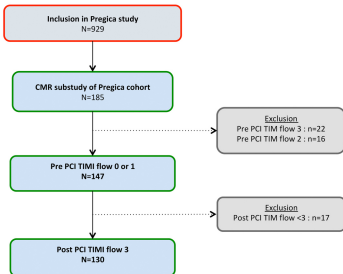 Inclusion in Pregica study
N=929
CMR substudy of Pregica cohort
N=185
Exclusion
Pre PCI TIM flow 3 : n=22
Pre PCI TIM flow 2 : n=16
Pre PCI TIMI flow 0 or 1
N=147
Exclusion
Post PCI TIM flow <3 : n=17
Post PCI TIMI flow 3
N=130